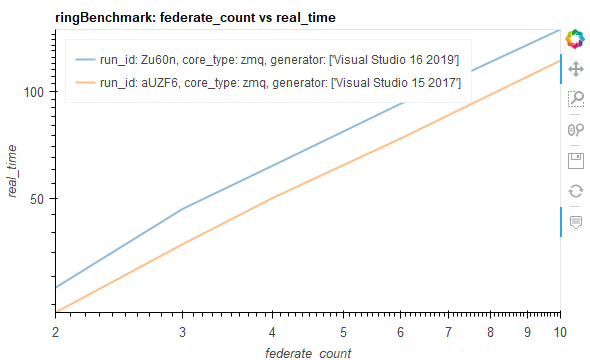 ringBenchmark: federate_count vs real_time
run_id: Zu60n, core_type: zmq, generator: ['Visual Studio 16 2019']
run_id: aUZF6, core_type: zmq, generator: ['Visual Studio 15 2017']
100
50
real_time
2 3 4 5 6 7 8 9 10
federate_count